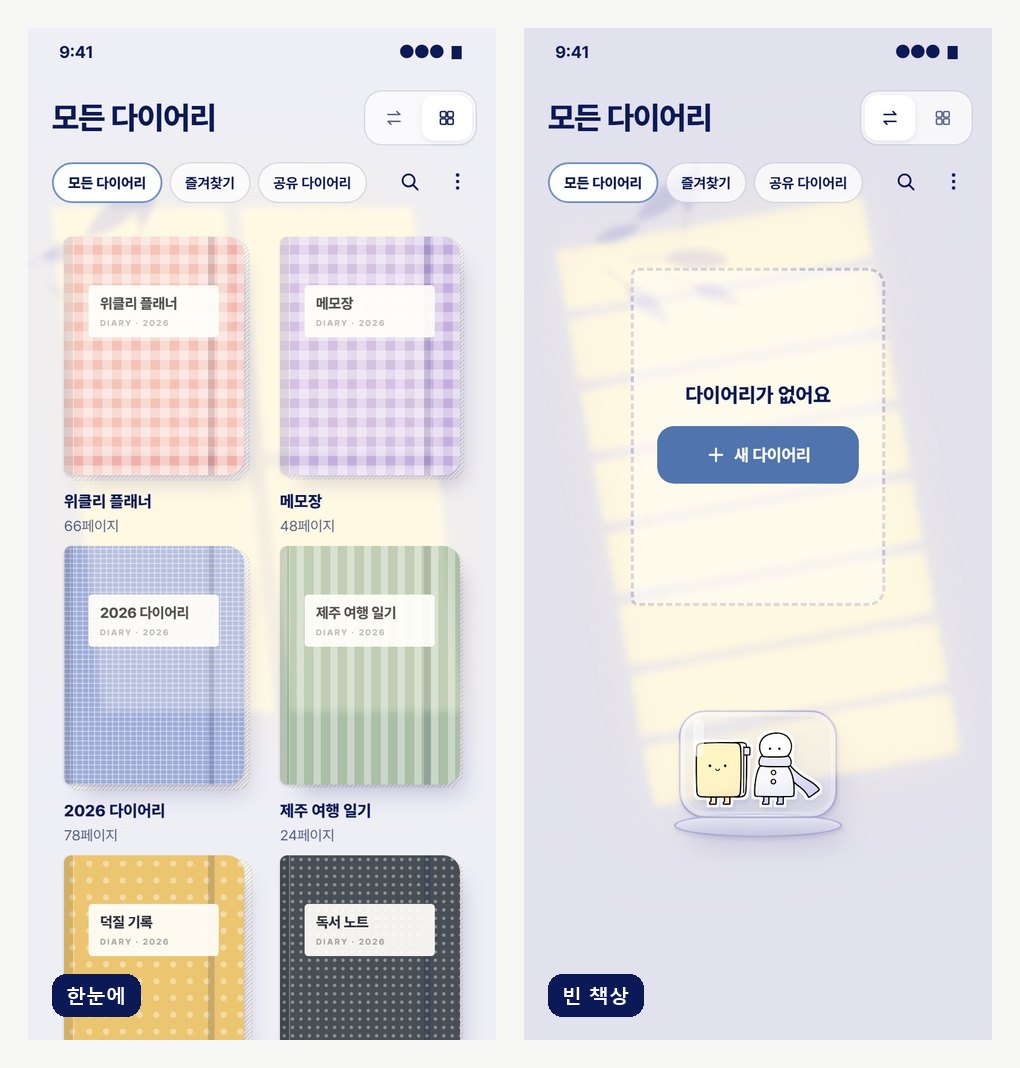 9:41
모든 다이어리
모든 다이어리
즐겨찾기
공유 다이어리
위클리 플래너
DIARY · 2026
메모장
DIARY · 2026
위클리 플래너
66페이지
메모장
48페이지
2026 다이어리
DIARY · 2026
제주 여행 일기
DIARY · 2026
2026 다이어리
78페이지
제주 여행 일기
24페이지
덕질 기록
DIARY · 2026
독서 노트
DIARY · 2026
한눈에
9:41
모든 다이어리
모든 다이어리
즐겨찾기
공유 다이어리
다이어리가 없어요
+ 새 다이어리
빈 책상